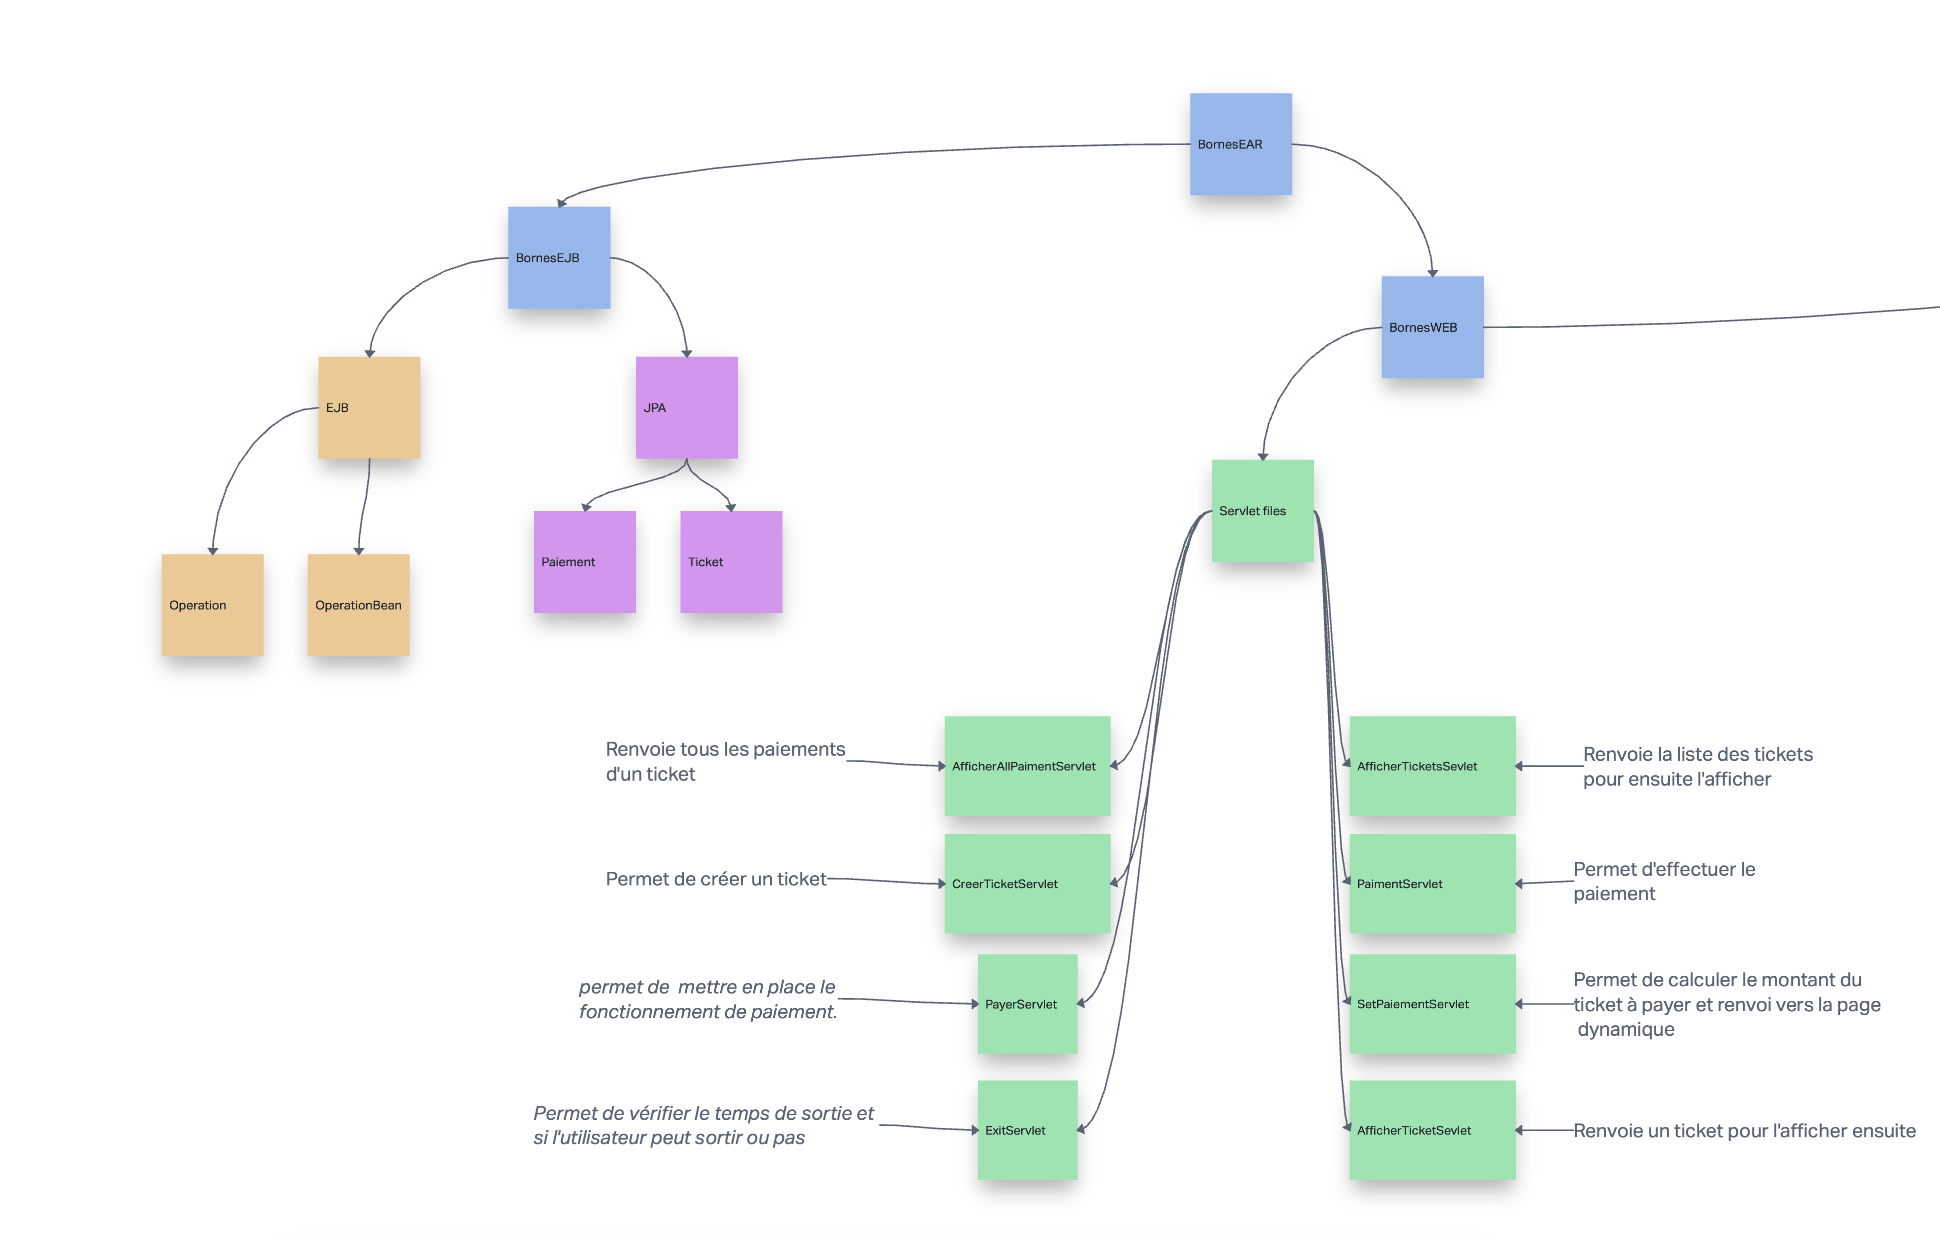 BornesEAR
BornesEJB
BornesWEB
EJB
JPA
Servlet files
Paiement
Ticket
Operation
OperationBean
Renvoie tous les paiements
d'un ticket
AfficherAllPaimentServlet
AfficherTicketsSevlet
Renvoie la liste des tickets
pour ensuite l'afficher
Permet de créer un ticket
CreerTicketServlet
PaimentServlet
Permet d'effectuer le
paiement
permet de  mettre en place le
fonctionnement de paiement.
PayerServlet
SetPaiementServlet
Permet de calculer le montant du
ticket à payer et renvoi vers la page
dynamique
Permet de vérifier le temps de sortie et
si l'utilisateur peut sortir ou pas
ExitServlet
AfficherTicketSevlet
Renvoie un ticket pour l'afficher ensuite